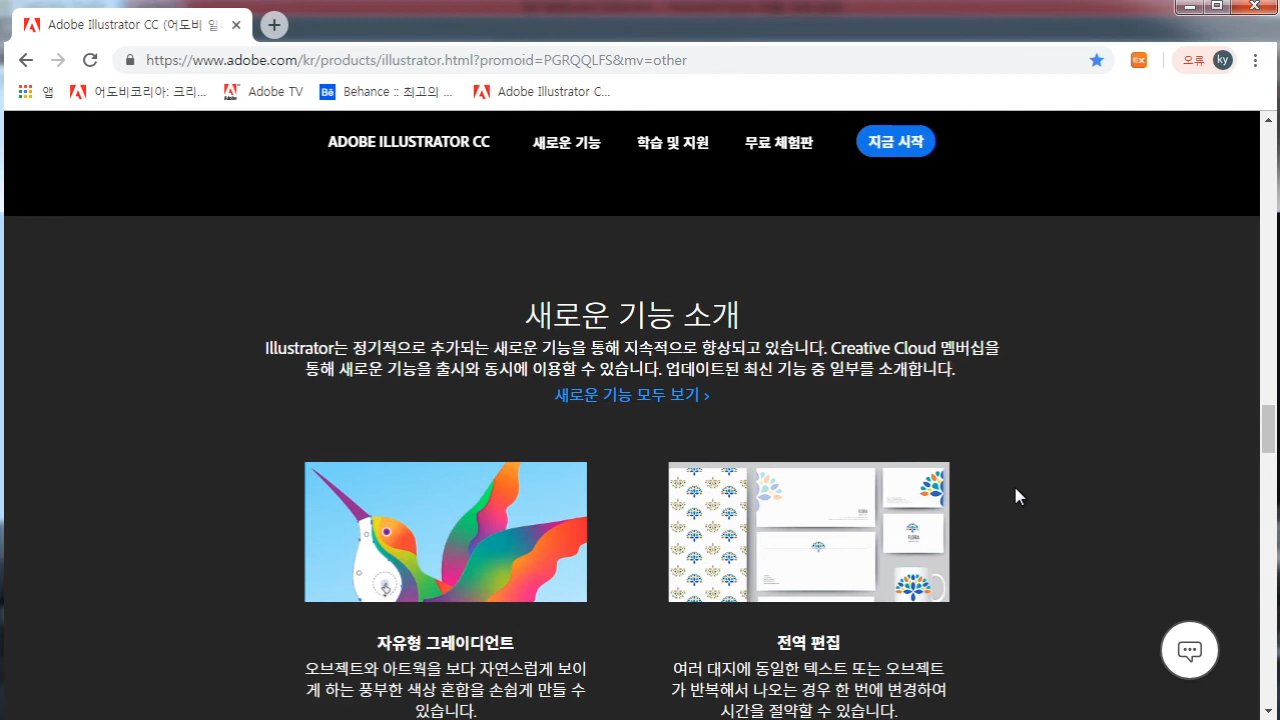 Adobe Illustrator CC (어도비 일
https://www.adobe.com/kr/products/illustrator.html?promoid=PGRQQLFS&mv=other
오류 ky
앱 어도비코리아: 크리... Adobe TV Behance :: 최고의 ... Adobe Illustrator C...
ADOBE ILLUSTRATOR CC 새로운 기능 학습 및 지원 무료 체험판 지금 시작
새로운 기능 소개
Illustrator는 정기적으로 추가되는 새로운 기능을 통해 지속적으로 향상되고 있습니다. Creative Cloud 멤버십을
통해 새로운 기능을 출시와 동시에 이용할 수 있습니다. 업데이트된 최신 기능 중 일부를 소개합니다.
새로운 기능 모두 보기 ›
자유형 그레이디언트
오브젝트와 아트웍을 보다 자연스럽게 보이
게 하는 풍부한 색상 혼합을 손쉽게 만들 수
있습니다.
전역 편집
여러 대지에 동일한 텍스트 또는 오브젝트
가 반복해서 나오는 경우 한 번에 변경하여
시간을 절약할 수 있습니다.